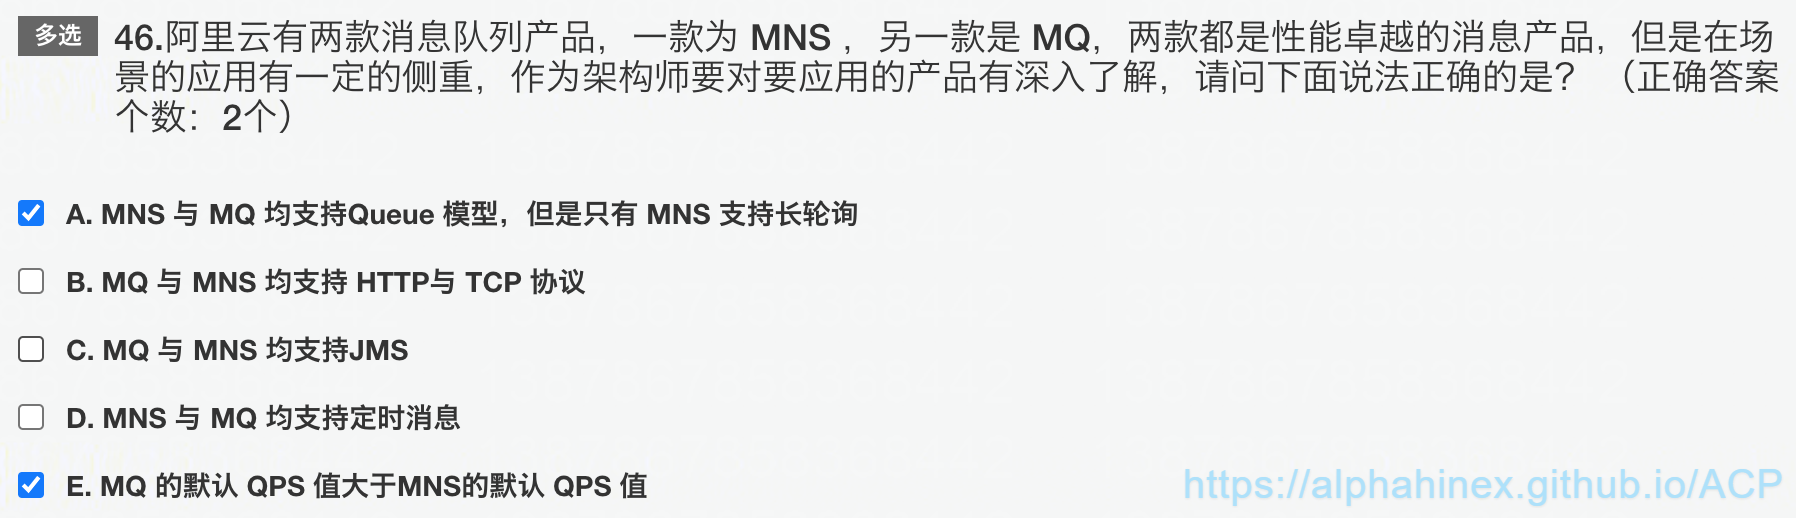 多选 46.阿里云有两款消息队列产品，一款为 MNS ，另一款是 MQ，两款都是性能卓越的消息产品，但是在场
景的应用有一定的侧重，作为架构师要对要应用的产品有深入了解，请问下面说法正确的是？ （正确答案
个数：2个）
A. MNS 与 MQ 均支持Queue 模型，但是只有 MNS 支持长轮询
B. MQ 与 MNS 均支持 HTTP与 TCP 协议
C. MQ 与 MNS 均支持JMS
D. MNS 与 MQ 均支持定时消息
E. MQ 的默认 QPS 值大于MNS的默认 QPS 值
https://alphahinex.github.io/ACP